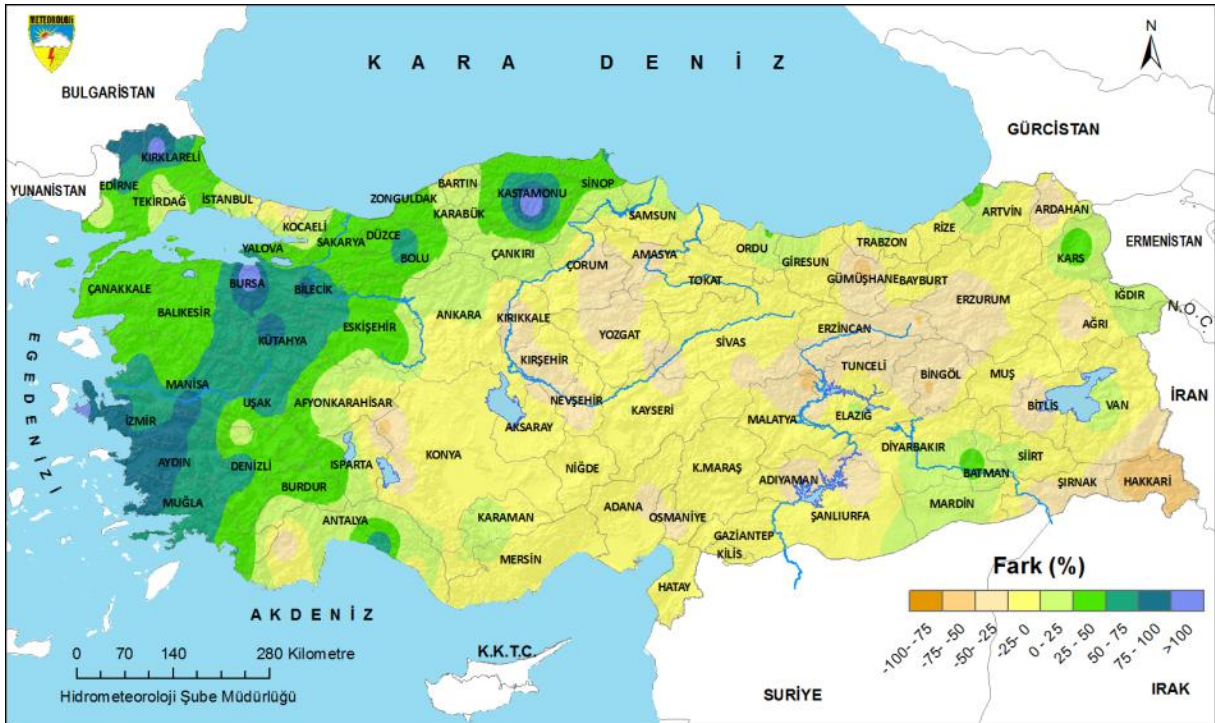 METEOROLOJİ
K A R A D E N İ Z
N
BULGARİSTAN
GÜRCİSTAN
YUNANİSTAN
ERMENİSTAN
N.O.C.
İRAN
EGE DENİZİ
KIRKLARELİ
EDİRNE
TEKİRDAĞ
İSTANBUL
KOCAELİ
YALOVA
SAKARYA
DÜZCE
ZONGULDAK
BARTIN
KARABÜK
KASTAMONU
SİNOP
BOLU
ÇANKIRI
SAMSUN
ÇORUM
AMASYA
TOKAT
ORDU
GİRESUN
TRABZON
RİZE
ARTVİN
ARDAHAN
KARS
IĞDIR
GÜMÜŞHANE
BAYBURT
ERZURUM
AĞRI
ÇANAKKALE
BALIKESİR
BURSA
BİLECİK
KÜTAHYA
ESKİŞEHİR
ANKARA
KIRIKKALE
YOZGAT
SİVAS
ERZİNCAN
TUNCELİ
BİNGÖL
MUŞ
BİTLİS
VAN
KIRŞEHİR
NEVŞEHİR
KAYSERİ
MALATYA
ELAZIĞ
MANİSA
İZMİR
UŞAK
AFYONKARAHİSAR
AKSARAY
AYDIN
DENİZLİ
ISPARTA
KONYA
NİĞDE
K.MARAŞ
ADIYAMAN
DİYARBAKIR
BATMAN
SİİRT
ŞIRNAK
HAKKARİ
MUĞLA
BURDUR
ANTALYA
KARAMAN
MERSİN
ADANA
OSMANİYE
GAZİANTEP
KİLİS
ŞANLIURFA
MARDİN
HATAY
A K D E N İ Z
K.K.T.C.
SURİYE
IRAK
0 70 140 280 Kilometre
Hidrometeoroloji Şube Müdürlüğü
Fark (%)
-100--75
-75--50
-50--25
-25- 0
0 - 25
25 - 50
50 - 75
75 - 100
>100